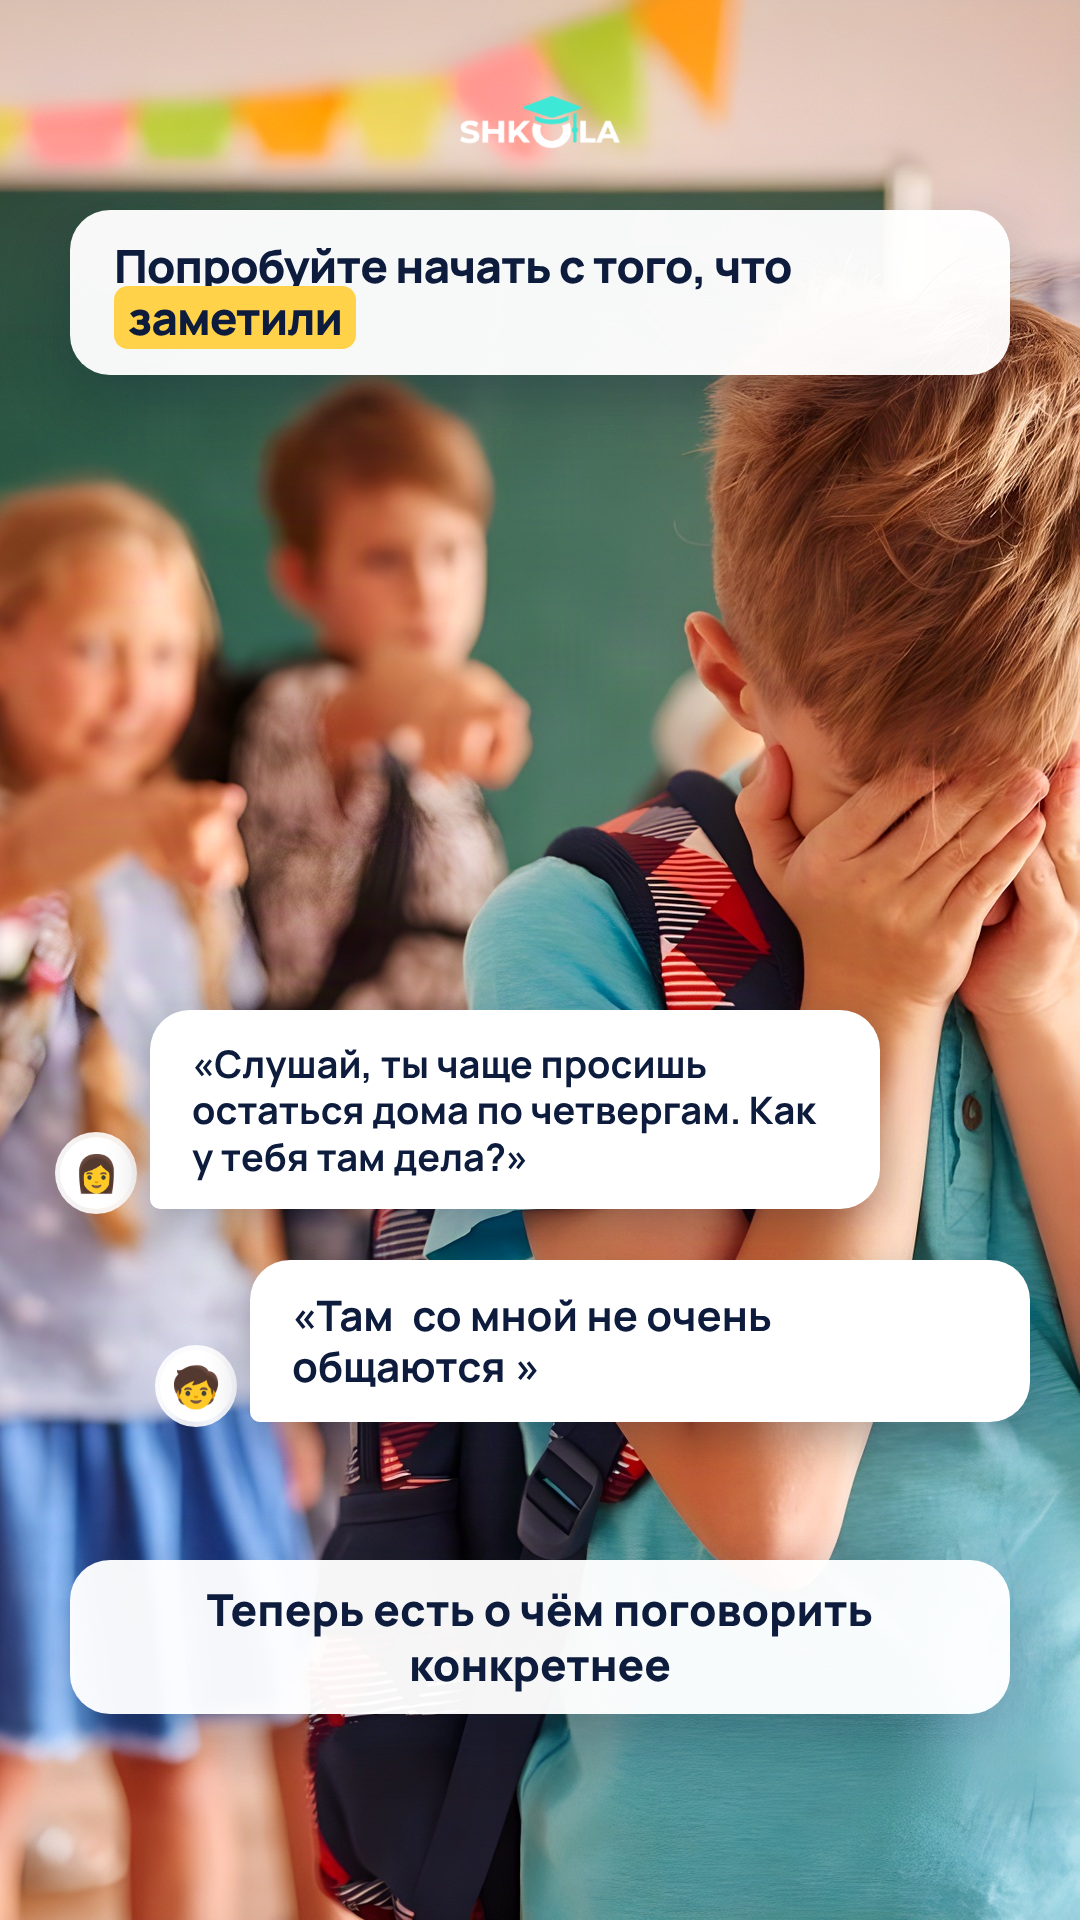 SHKOLA
Попробуйте начать с того, что
заметили
«Слушай, ты чаще просишь
остаться дома по четвергам. Как
у тебя там дела?»
«Там  со мной не очень
общаются »
Теперь есть о чём поговорить
конкретнее